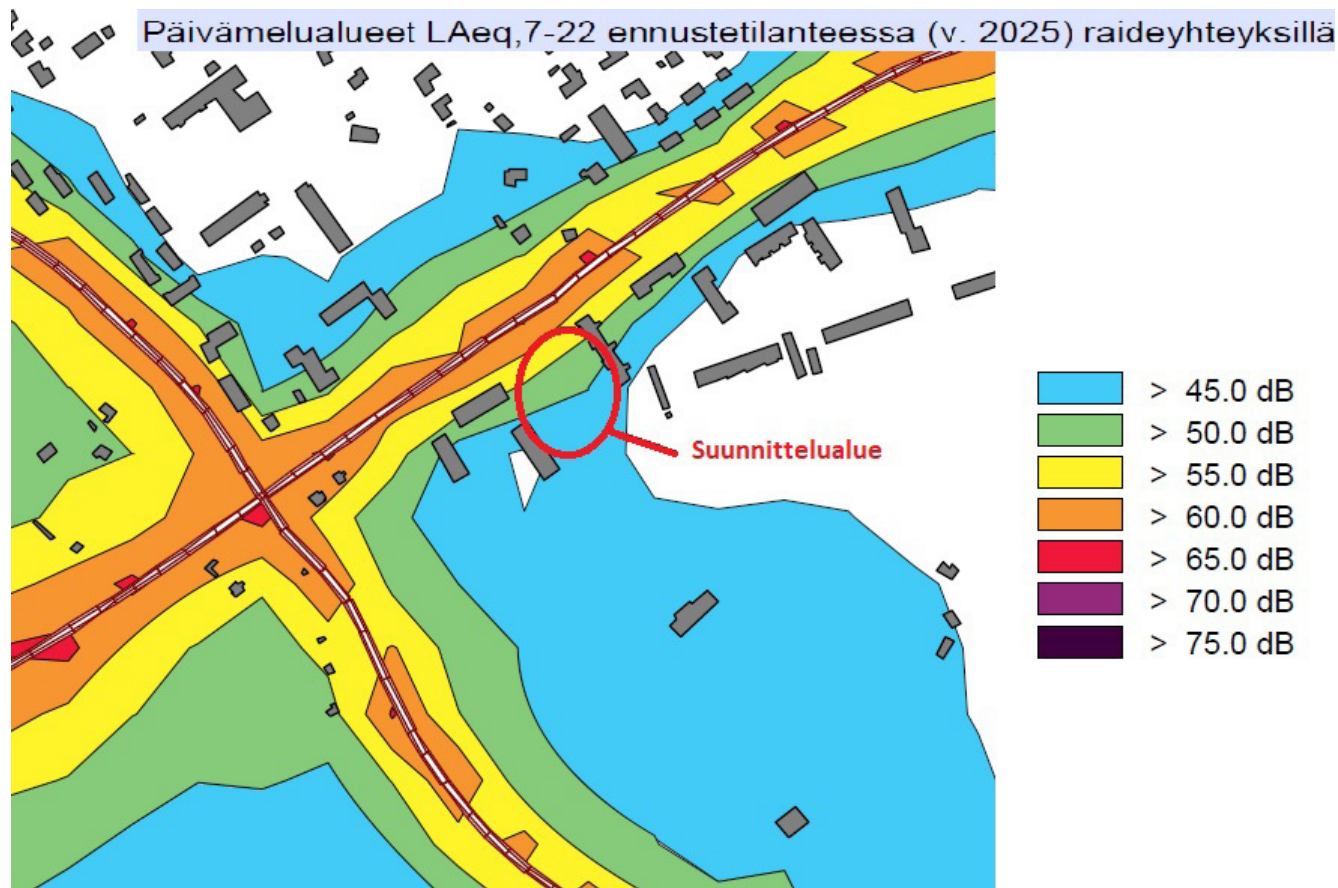 Päivämelualueet LAeq,7-22 ennustetilanteessa (v. 2025) raideyhteyksillä
> 45.0 dB
> 50.0 dB
> 55.0 dB
> 60.0 dB
> 65.0 dB
> 70.0 dB
> 75.0 dB
Suunnittelualue